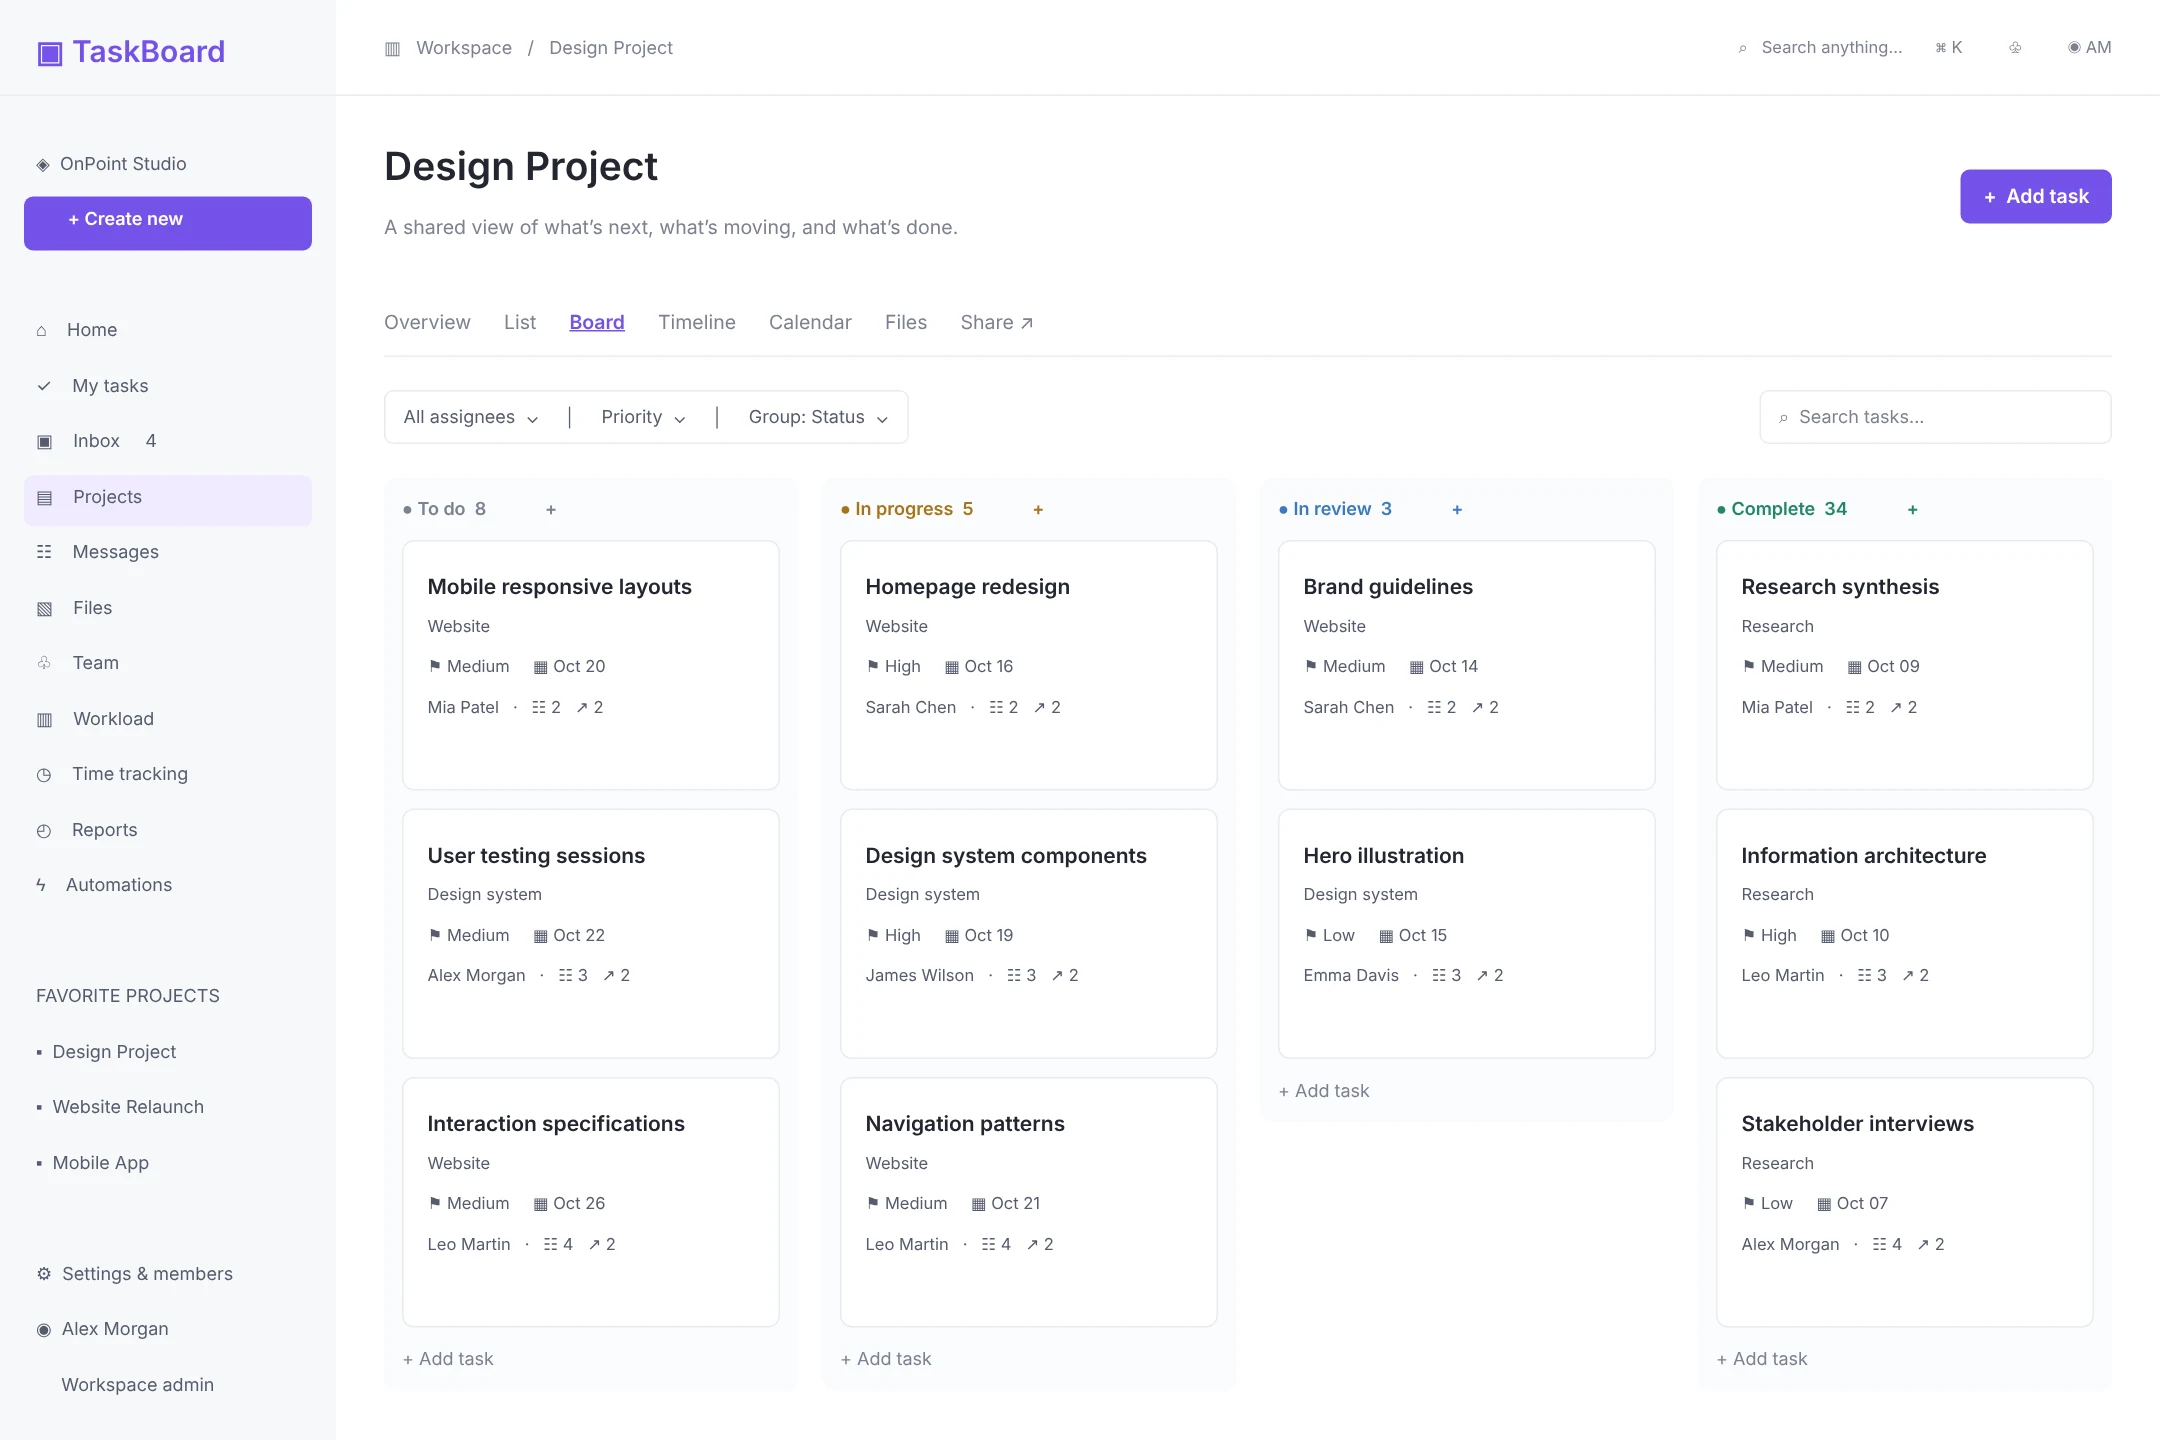 TaskBoard
Workspace / Design Project
Search anything... ⌘ K
AM
OnPoint Studio
+ Create new
Home
My tasks
Inbox 4
Projects
Messages
Files
Team
Workload
Time tracking
Reports
Automations
FAVORITE PROJECTS
Design Project
Website Relaunch
Mobile App
Settings & members
Alex Morgan
Workspace admin
Design Project
A shared view of what’s next, what’s moving, and what’s done.
+ Add task
Overview List Board Timeline Calendar Files Share ↗
All assignees | Priority | Group: Status
Search tasks...
To do 8 +
Mobile responsive layouts
Website
Medium Oct 20
Mia Patel · 2 ↗ 2
User testing sessions
Design system
Medium Oct 22
Alex Morgan · 3 ↗ 2
Interaction specifications
Website
Medium Oct 26
Leo Martin · 4 ↗ 2
+ Add task
In progress 5 +
Homepage redesign
Website
High Oct 16
Sarah Chen · 2 ↗ 2
Design system components
Design system
High Oct 19
James Wilson · 3 ↗ 2
Navigation patterns
Website
Medium Oct 21
Leo Martin · 4 ↗ 2
+ Add task
In review 3 +
Brand guidelines
Website
Medium Oct 14
Sarah Chen · 2 ↗ 2
Hero illustration
Design system
Low Oct 15
Emma Davis · 3 ↗ 2
+ Add task
Complete 34 +
Research synthesis
Research
Medium Oct 09
Mia Patel · 2 ↗ 2
Information architecture
Research
High Oct 10
Leo Martin · 3 ↗ 2
Stakeholder interviews
Research
Low Oct 07
Alex Morgan · 4 ↗ 2
+ Add task